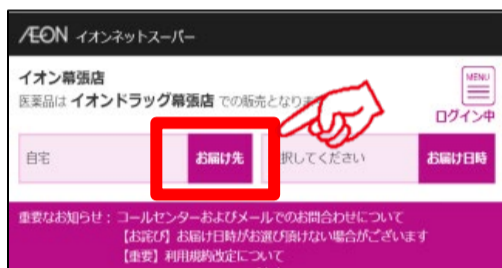 ÆON イオンネットスーパー
イオン幕張店
医薬品は イオンドラッグ幕張店 での販売となります
MENU
ログイン中
自宅 お届け先 択してください お届け日時
重要なお知らせ： コールセンターおよびメールでのお問合わせについて
【お詫び】お届け日時がお選び頂けない場合がございます
【重要】利用規約改定について